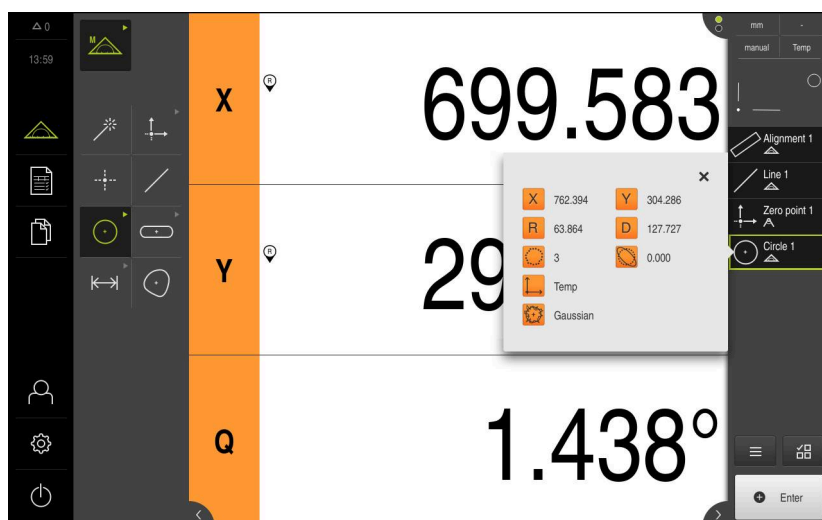 0
13:59
M
X
R
699.583
mm
-
manual
Temp
Alignment 1
Line 1
Zero point 1
Circle 1
X 762.394 Y 304.286
R 63.864 D 127.727
3 0.000
Temp
Gaussian
Y
R
29
Q
1.438°
Enter